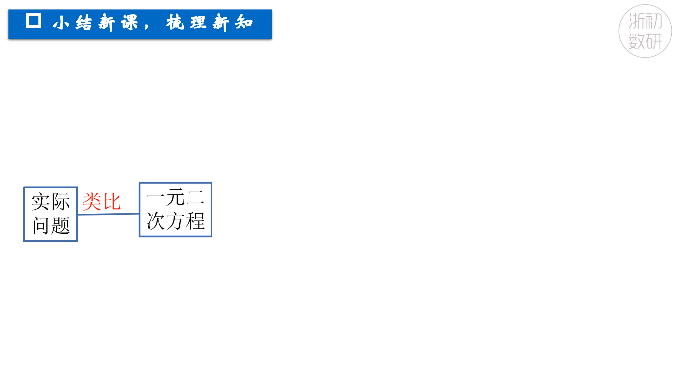 小结新课，梳理新知
浙初
数研
实际
问题
类比
一元二
次方程